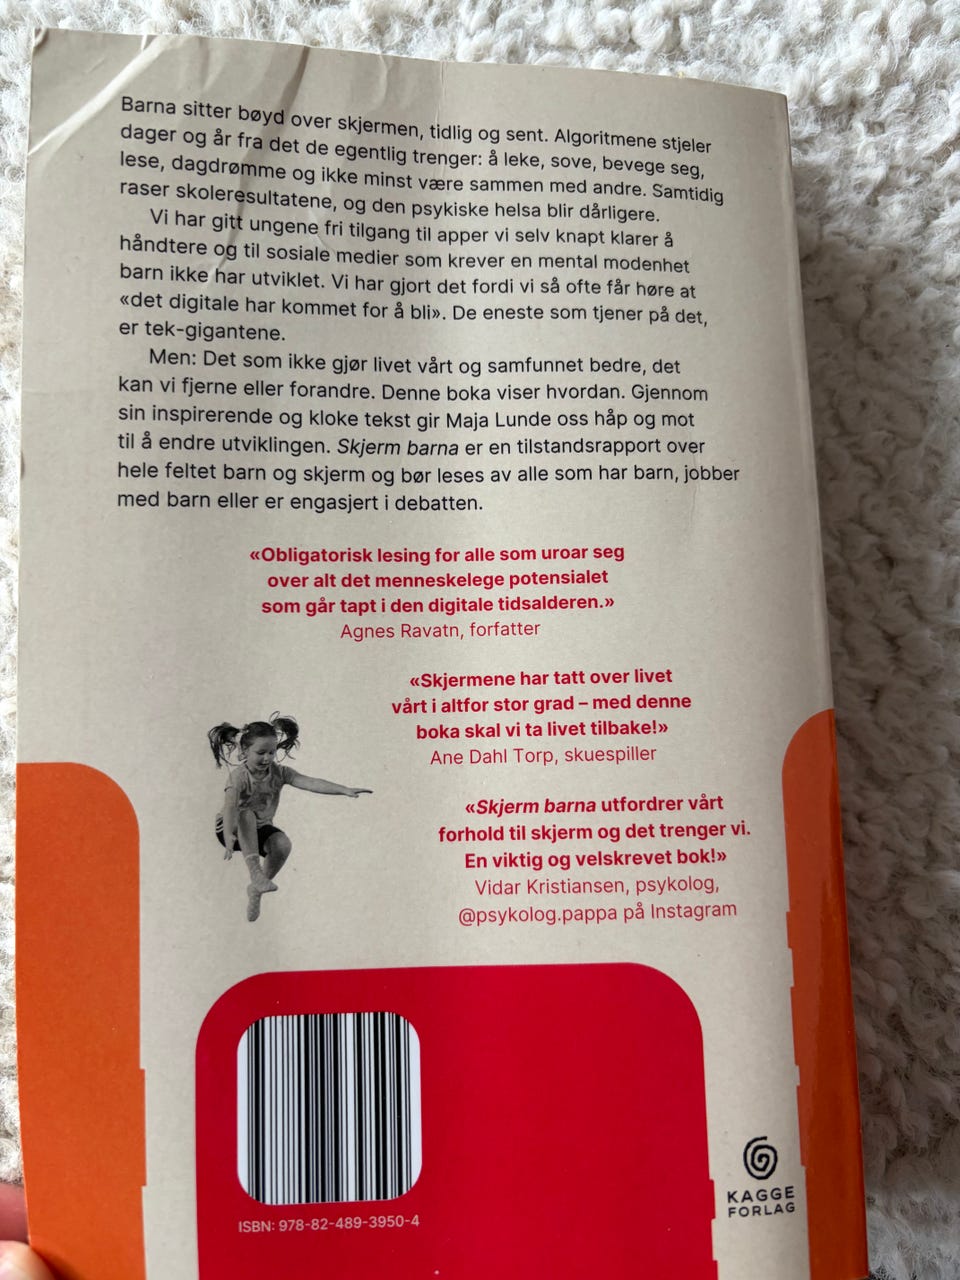 Barna sitter bøyd over skjermen, tidlig og sent. Algoritmene stjeler
dager og år fra det de egentlig trenger: å leke, sove, bevege seg,
lese, dagdrømme og ikke minst være sammen med andre. Samtidig
raser skoleresultatene, og den psykiske helsa blir dårligere.
Vi har gitt ungene fri tilgang til apper vi selv knapt klarer å
håndtere og til sosiale medier som krever en mental modenhet
barn ikke har utviklet. Vi har gjort det fordi vi så ofte får høre at
«det digitale har kommet for å bli». De eneste som tjener på det,
er tek-gigantene.
Men: Det som ikke gjør livet vårt og samfunnet bedre, det
kan vi fjerne eller forandre. Denne boka viser hvordan. Gjennom
sin inspirerende og kloke tekst gir Maja Lunde oss håp og mot
til å endre utviklingen. Skjerm barna er en tilstandsrapport over
hele feltet barn og skjerm og bør leses av alle som har barn, jobber
med barn eller er engasjert i debatten.
«Obligatorisk lesing for alle som uroar seg
over alt det menneskelege potensialet
som går tapt i den digitale tidsalderen.»
Agnes Ravatn, forfatter
«Skjermene har tatt over livet
vårt i altfor stor grad – med denne
boka skal vi ta livet tilbake!»
Ane Dahl Torp, skuespiller
«Skjerm barna utfordrer vårt
forhold til skjerm og det trenger vi.
En viktig og velskrevet bok!»
Vidar Kristiansen, psykolog,
@psykolog.pappa på Instagram
ISBN: 978-82-489-3950-4
KAGGE
FORLAG